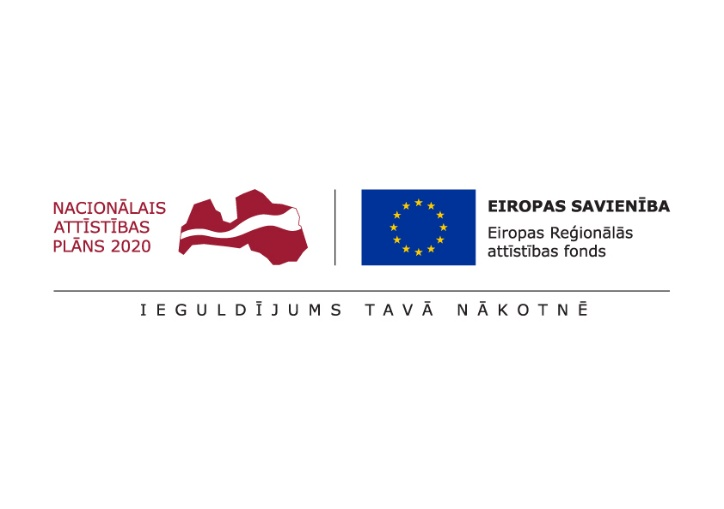 NACIONĀLAIS
ATTĪSTĪBAS
PLĀNS 2020
EIROPAS SAVIENĪBA
Eiropas Reģionālās
attīstības fonds
IEGULDĪJUMS TAVĀ NĀKOTNĒ